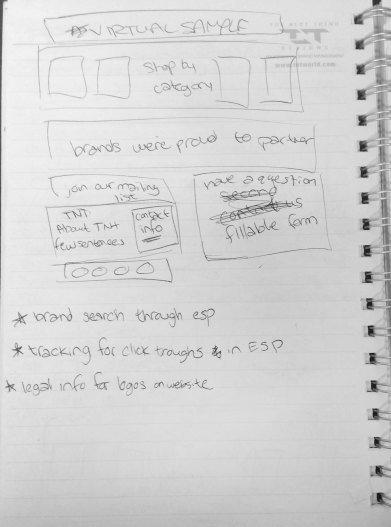 * VIRTUAL SAMPLE
THE NEXT TREND
TNT
DESIGNS
www.tntworld.com
Shop by
category
brands we're proud to partner
join our mailing
list
TNT
About TNT
few sentences
contact
info
have a question
second
contact us
fillable form
* brand search through esp
* tracking for click troughs in ESP
* legal info for logos on website